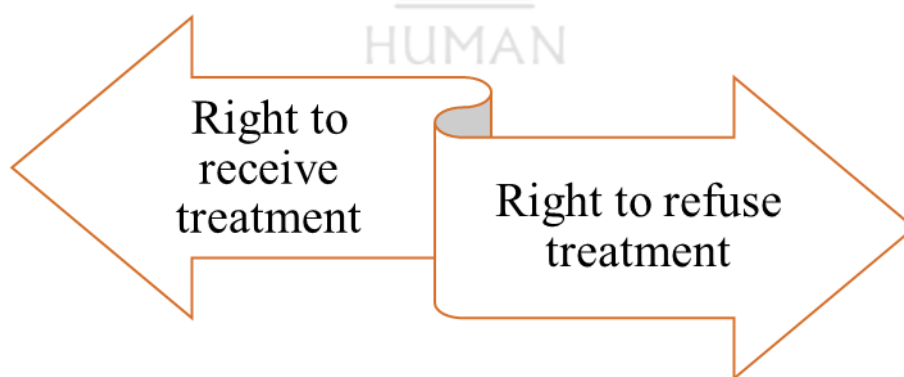 HUMAN
Right to
receive
treatment
Right to refuse
treatment